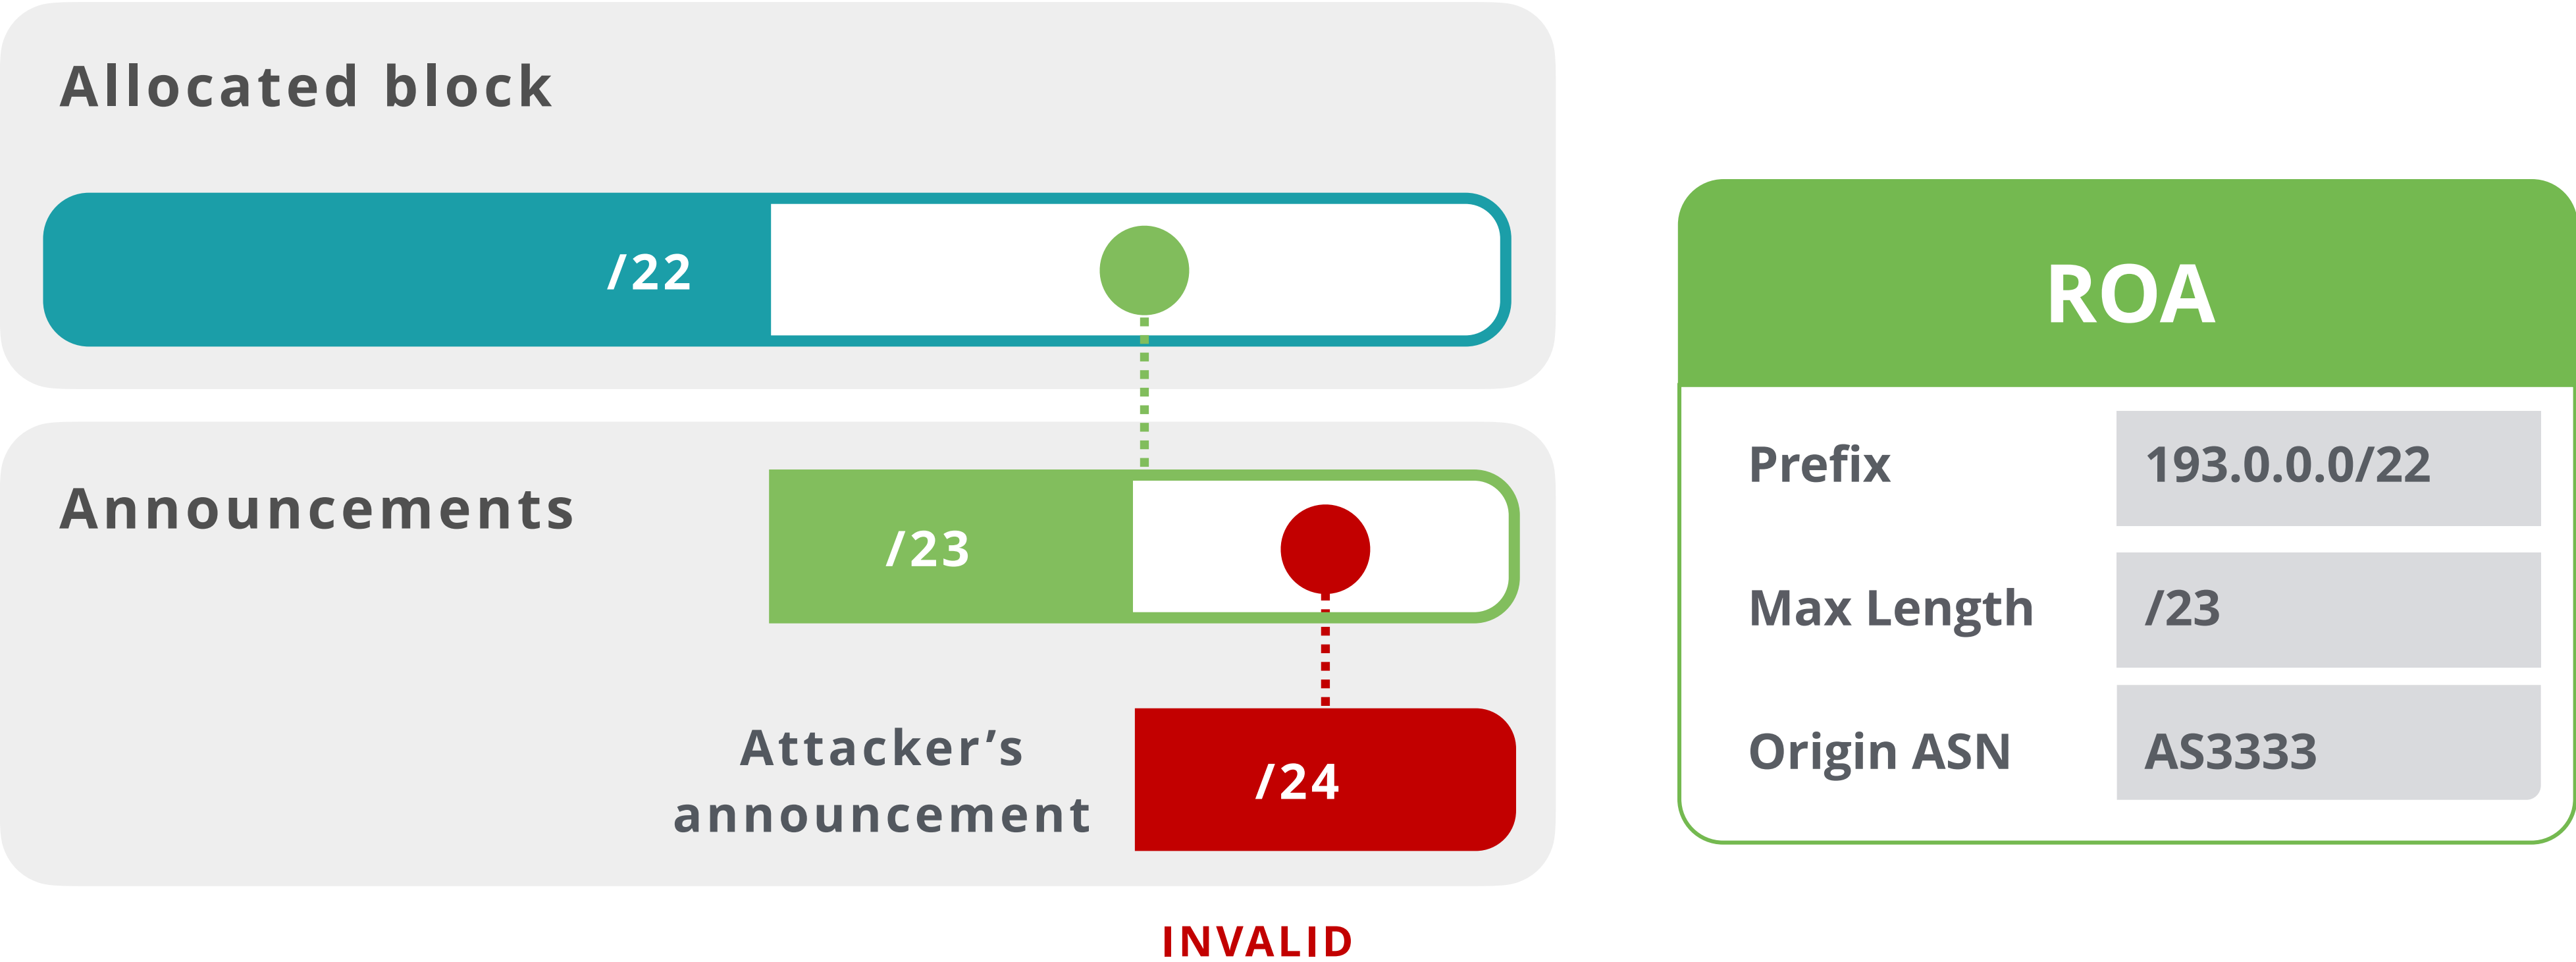 Allocated block
/22
Announcements
/23
Attacker’s
announcement
/24
INVALID
ROA
Prefix 193.0.0.0/22
Max Length /23
Origin ASN AS3333